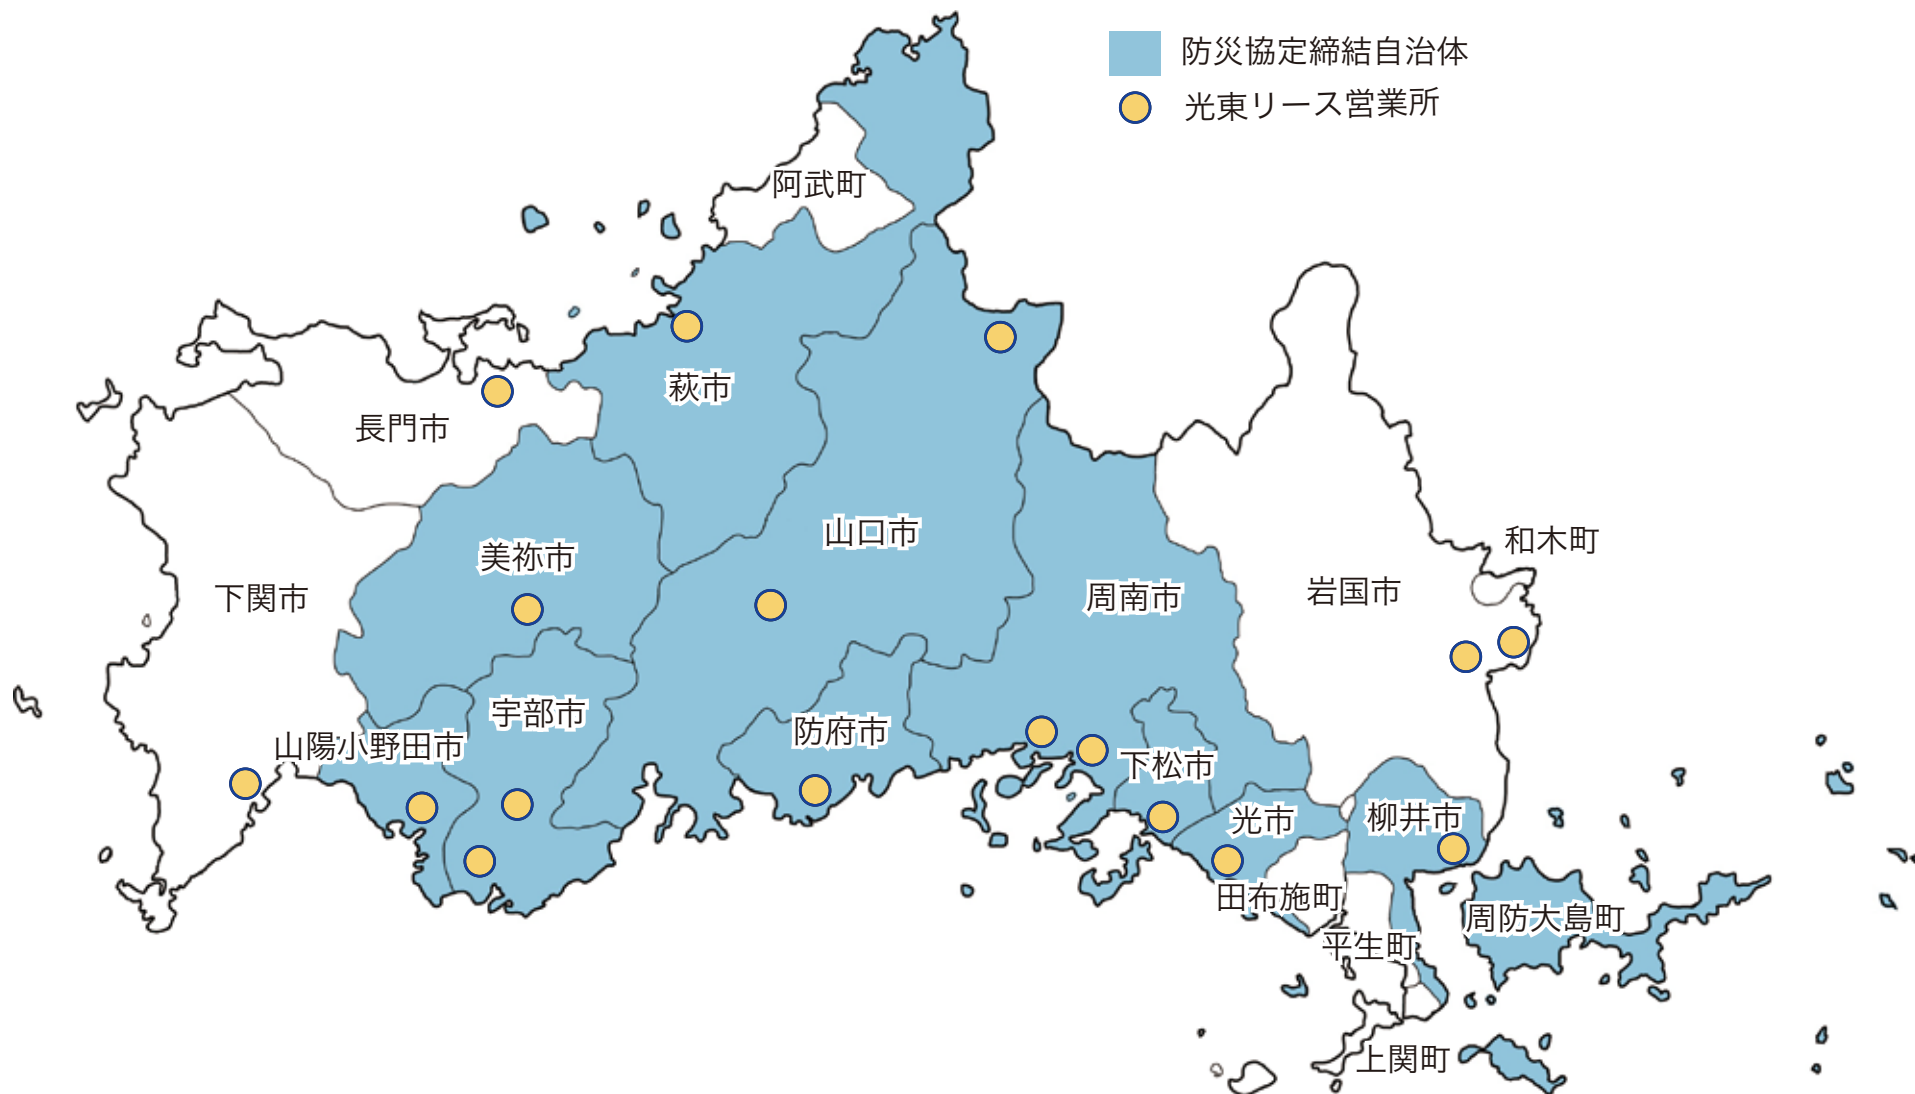 防災協定締結自治体
光東リース営業所
阿武町
萩市
長門市
山口市
美祢市
和木町
下関市
周南市
岩国市
宇部市
防府市
山陽小野田市
下松市
光市
柳井市
田布施町
周防大島町
平生町
上関町